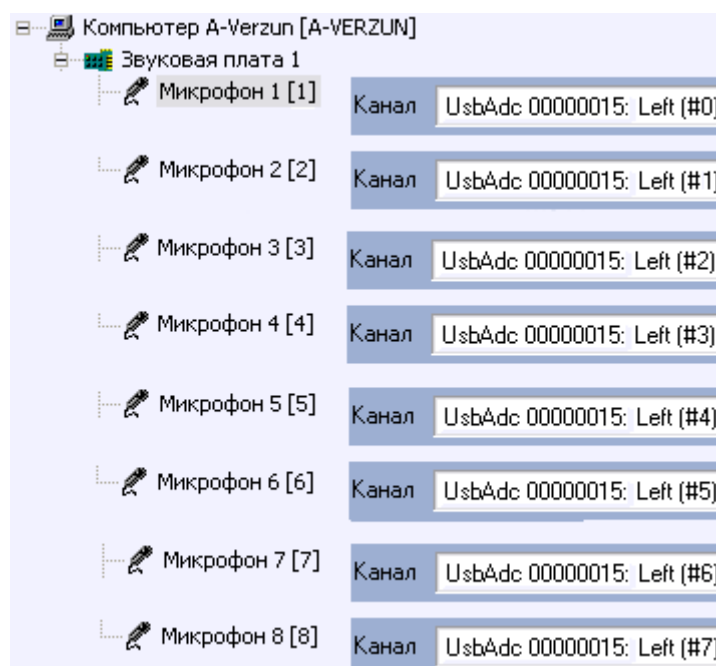 Компьютер A-Verzun [A-VERZUN]
Звуковая плата 1
Микрофон 1 [1]
Канал UsbAdc 00000015: Left (#0)
Микрофон 2 [2]
Канал UsbAdc 00000015: Left (#1)
Микрофон 3 [3]
Канал UsbAdc 00000015: Left (#2)
Микрофон 4 [4]
Канал UsbAdc 00000015: Left (#3)
Микрофон 5 [5]
Канал UsbAdc 00000015: Left (#4)
Микрофон 6 [6]
Канал UsbAdc 00000015: Left (#5)
Микрофон 7 [7]
Канал UsbAdc 00000015: Left (#6)
Микрофон 8 [8]
Канал UsbAdc 00000015: Left (#7)